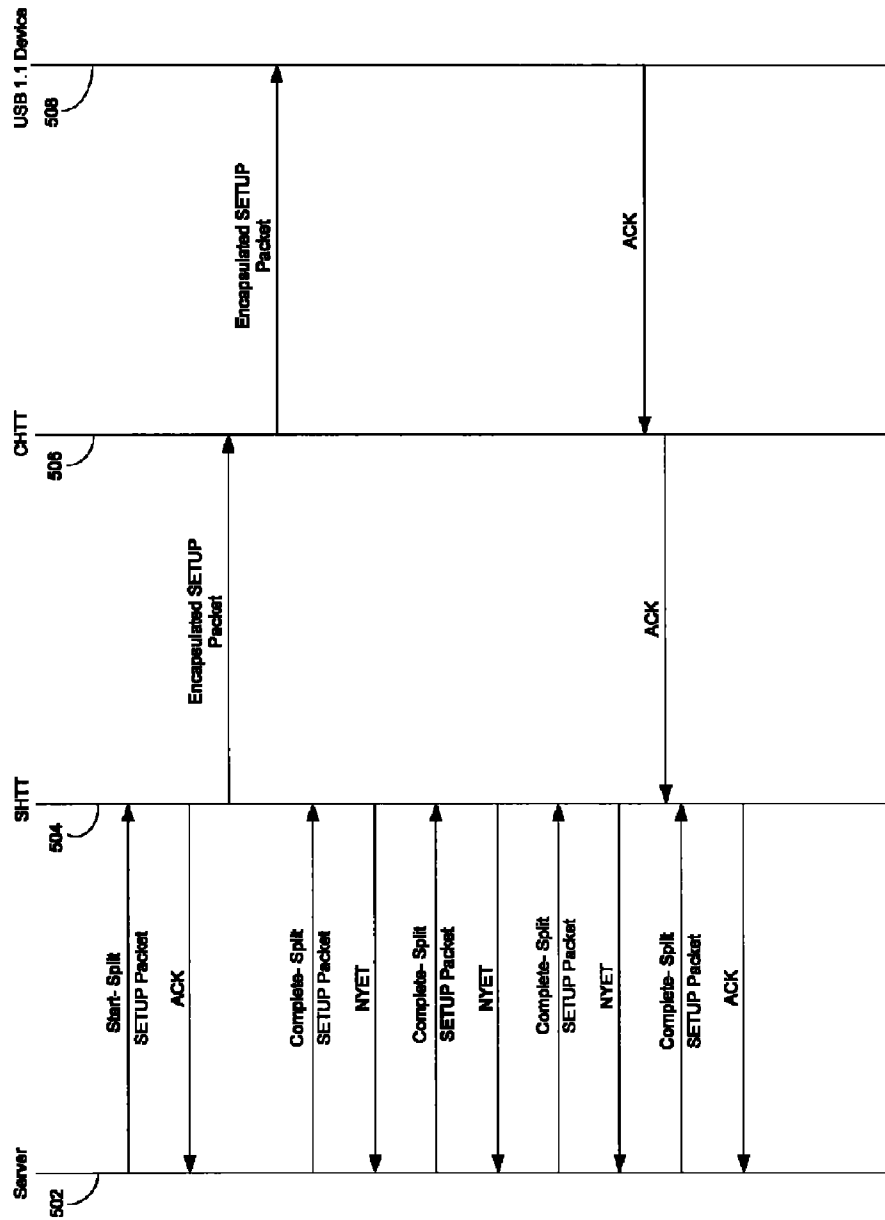 Server
SHTT
CHTT
USB 1.1 Device
502
504
506
508
Start- Split
SETUP Packet
ACK
Encapsulated SETUP
Packet
Encapsulated SETUP
Packet
Complete- Split
SETUP Packet
NYET
Complete- Split
SETUP Packet
NYET
Complete- Split
SETUP Packet
NYET
ACK
ACK
Complete- Split
SETUP Packet
ACK